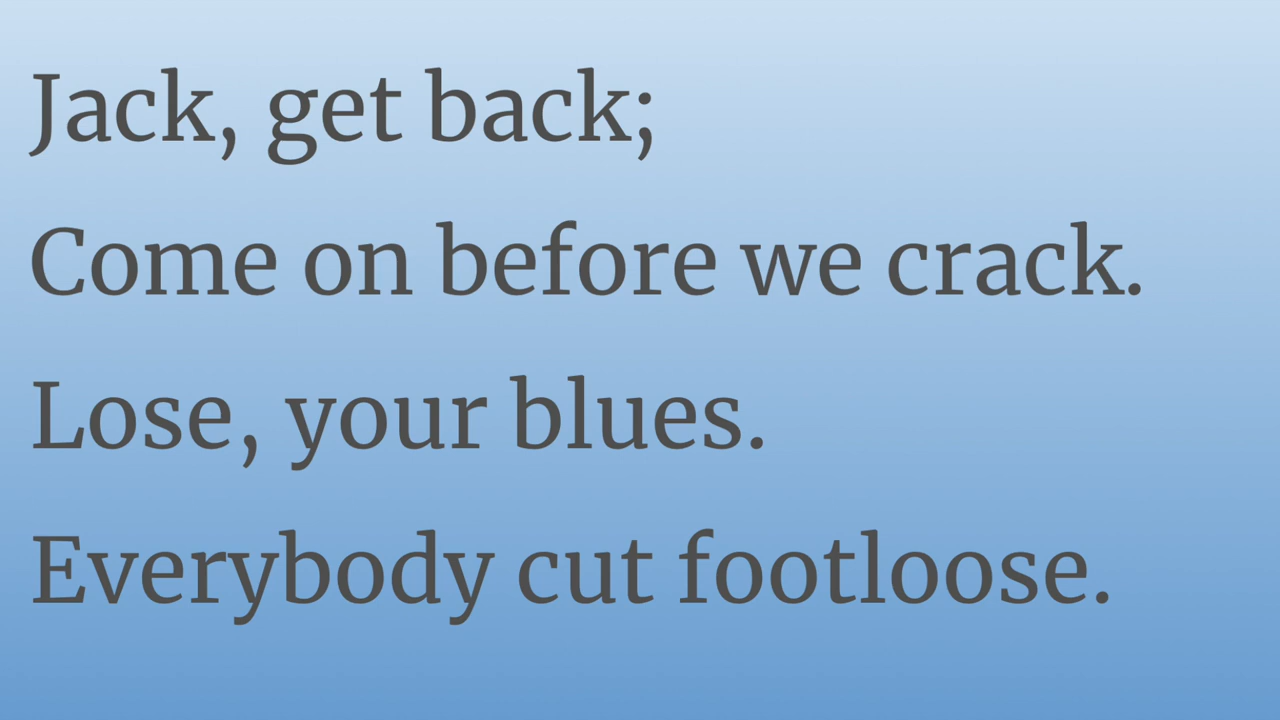 Jack, get back;
Come on before we crack.
Lose, your blues.
Everybody cut footloose.